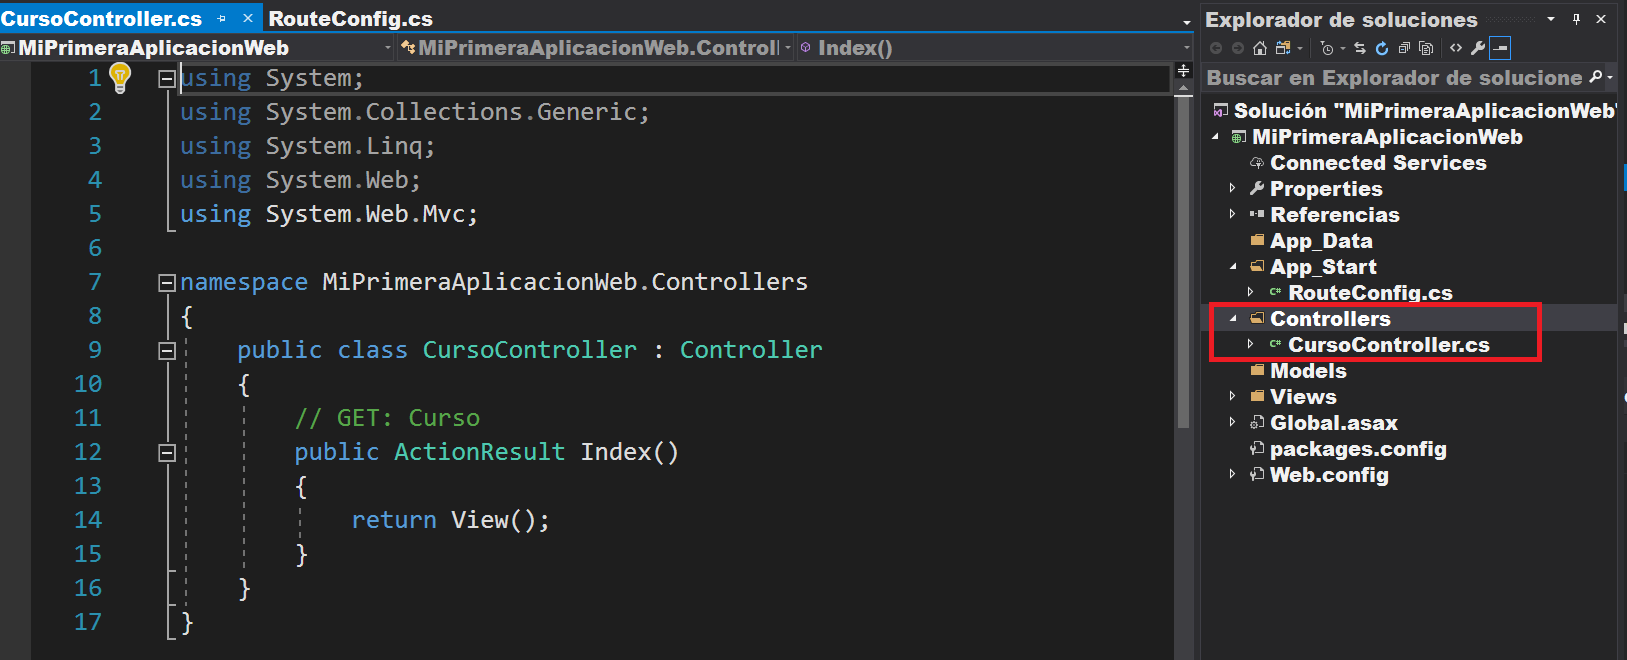 CursoController.cs
RouteConfig.cs
MiPrimeraAplicacionWeb
MiPrimeraAplicacionWeb.Control
Index()
1 using System;
2 using System.Collections.Generic;
3 using System.Linq;
4 using System.Web;
5 using System.Web.Mvc;
6
7 namespace MiPrimeraAplicacionWeb.Controllers
8 {
9 public class CursoController : Controller
10 {
11 // GET: Curso
12 public ActionResult Index()
13 {
14 return View();
15 }
16 }
17 }
Explorador de soluciones
Buscar en Explorador de solucione
Solución "MiPrimeraAplicacionWeb"
MiPrimeraAplicacionWeb
Connected Services
Properties
Referencias
App_Data
App_Start
C# RouteConfig.cs
Controllers
C# CursoController.cs
Models
Views
Global.asax
packages.config
Web.config